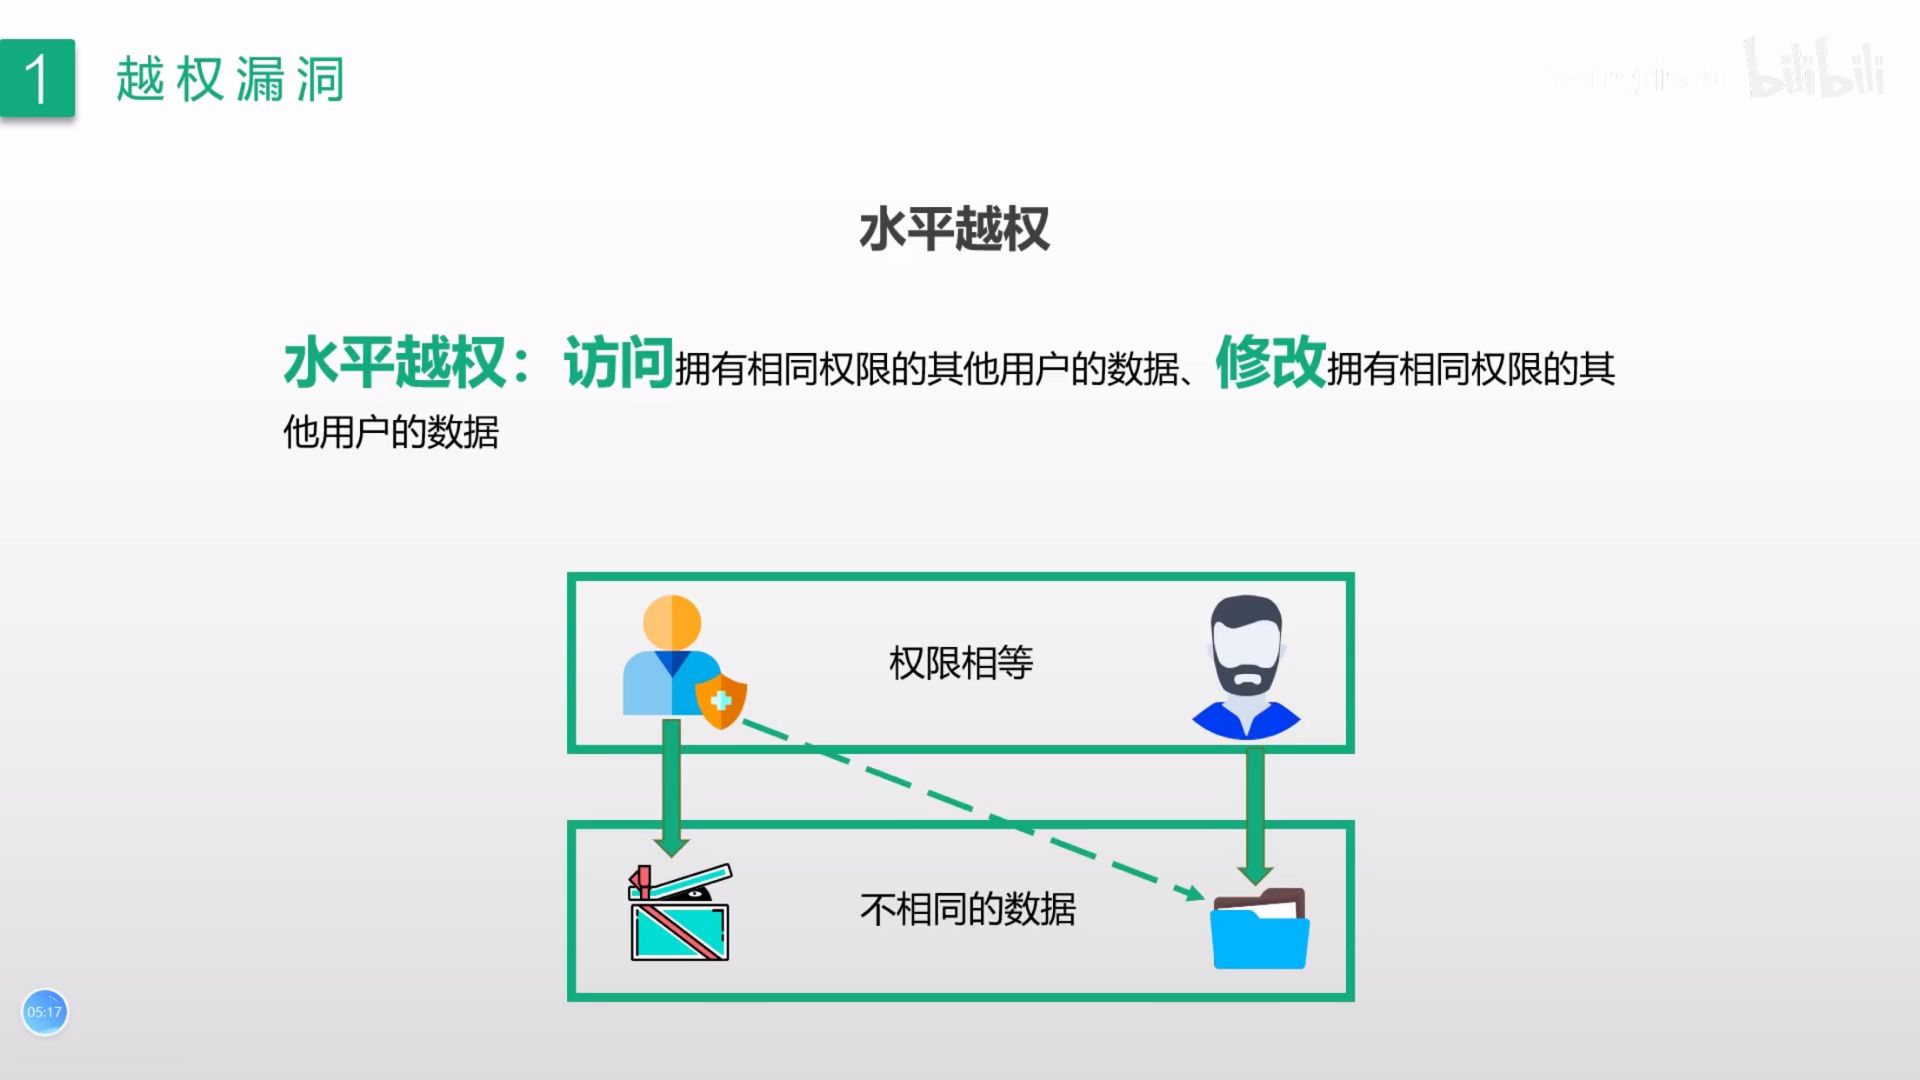 1
越权漏洞
bilibili
水平越权
水平越权：访问拥有相同权限的其他用户的数据、修改拥有相同权限的其
他用户的数据
权限相等
不相同的数据
05:17